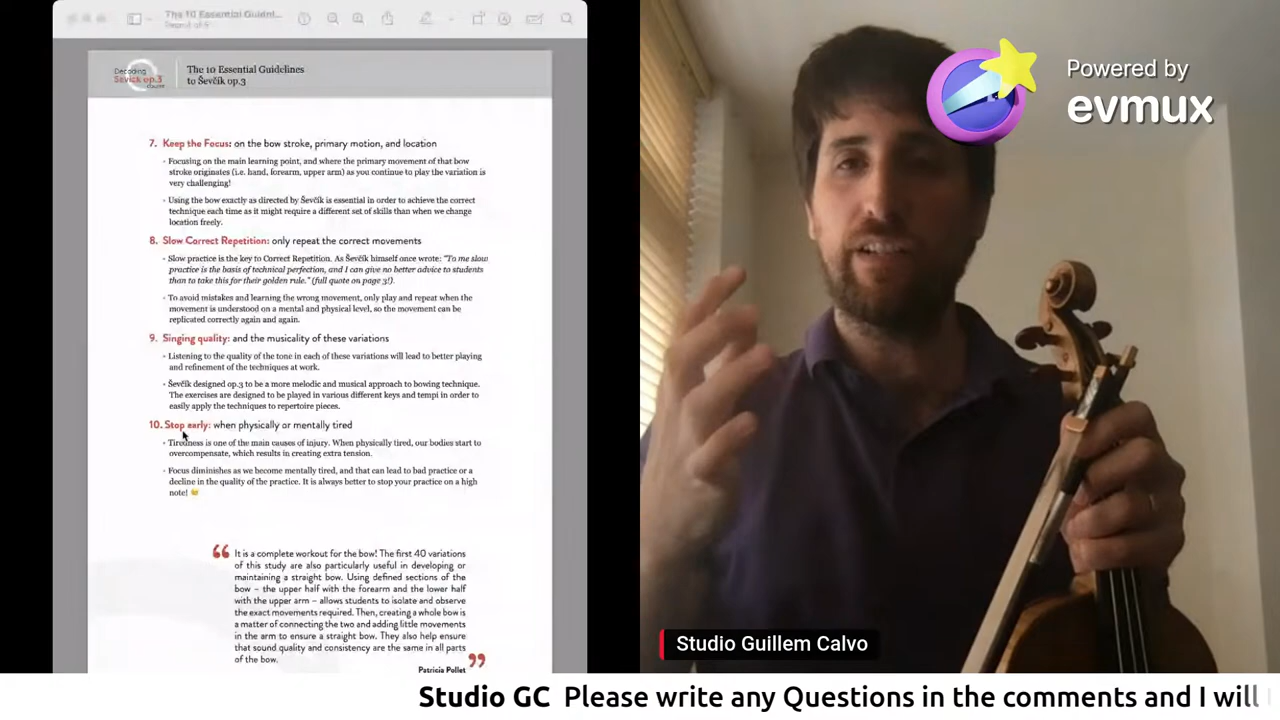 The 10 Essential Guidel...
Decoding
Ševčík op.3
course
The 10 Essential Guidelines
to Ševčík op.3
7. Keep the Focus: on the bow stroke, primary motion, and location
• Focusing on the main learning point, and where the primary movement of that bow
stroke originates (i.e. hand, forearm, upper arm) as you continue to play the variation is
very challenging!
• Using the bow exactly as directed by Ševčík is essential in order to achieve the correct
technique each time as it might require a different set of skills than when we change
location freely.
8. Slow Correct Repetition: only repeat the correct movements
• Slow practice is the key to Correct Repetition. As Ševčík himself once wrote: "To me slow
practice is the basis of technical perfection, and I can give no better advice to students
than to take this for their golden rule." (full quote on page 3!).
• To avoid mistakes and learning the wrong movement, only play and repeat when the
movement is understood on a mental and physical level, so the movement can be
replicated correctly again and again.
9. Singing quality: and the musicality of these variations
• Listening to the quality of the tone in each of these variations will lead to better playing
and refinement of the techniques at work.
• Ševčík designed op.3 to be a more melodic and musical approach to bowing technique.
The exercises are designed to be played in various different keys and tempi in order to
easily apply the techniques to repertoire pieces.
10. Stop early: when physically or mentally tired
• Tiredness is one of the main causes of injury. When physically tired, our bodies start to
overcompensate, which results in creating extra tension.
• Focus diminishes as we become mentally tired, and that can lead to bad practice or a
decline in the quality of the practice. It is always better to stop your practice on a high
note! 😉
“ It is a complete workout for the bow! The first 40 variations
of this study are also particularly useful in developing or
maintaining a straight bow. Using defined sections of the
bow – the upper half with the forearm and the lower half
with the upper arm – allows students to isolate and observe
the exact movements required. Then, creating a whole bow is
a matter of connecting the two and adding little movements
in the arm to ensure a straight bow. They also help ensure
that sound quality and consistency are the same in all parts
of the bow. ”
Patricia Pollet
Powered by
evmux
Studio Guillem Calvo
Studio GC Please write any Questions in the comments and I will